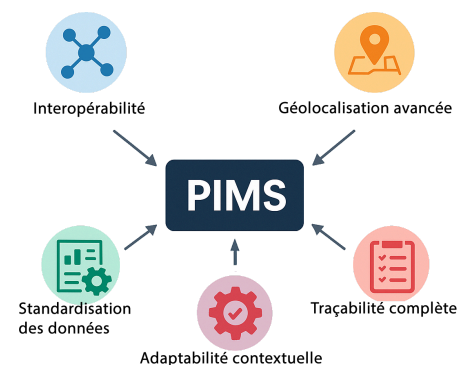 Interopérabilité
Géolocalisation avancée
PIMS
Standardisation
des données
Traçabilité complète
Adaptabilité contextuelle